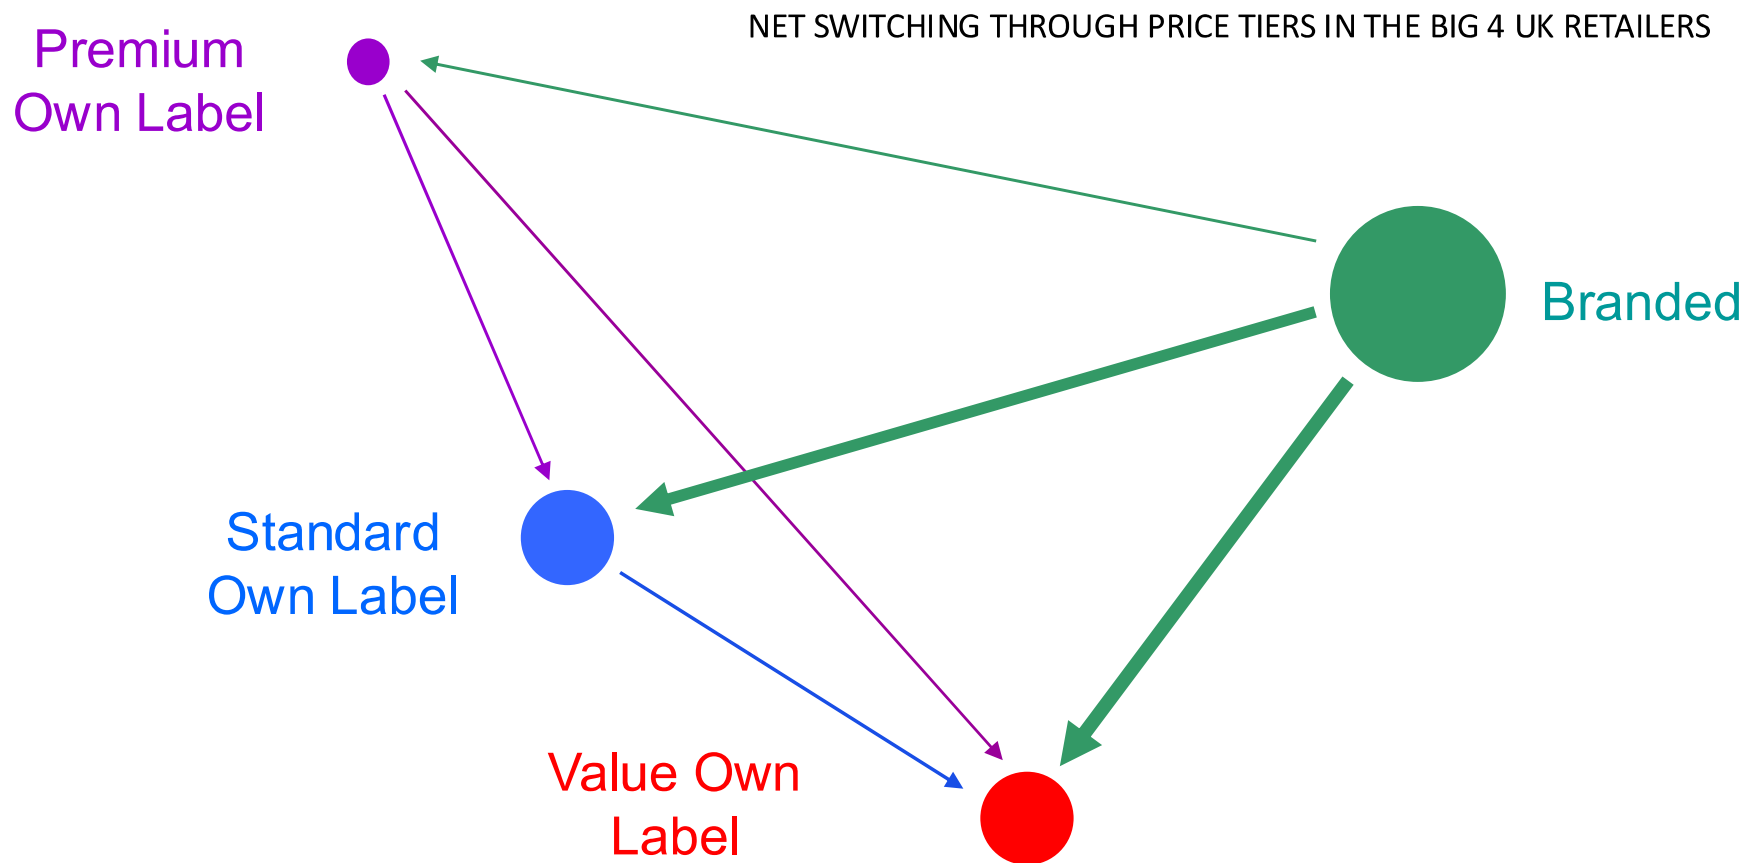 NET SWITCHING THROUGH PRICE TIERS IN THE BIG 4 UK RETAILERS
Premium
Own Label
Branded
Standard
Own Label
Value Own
Label